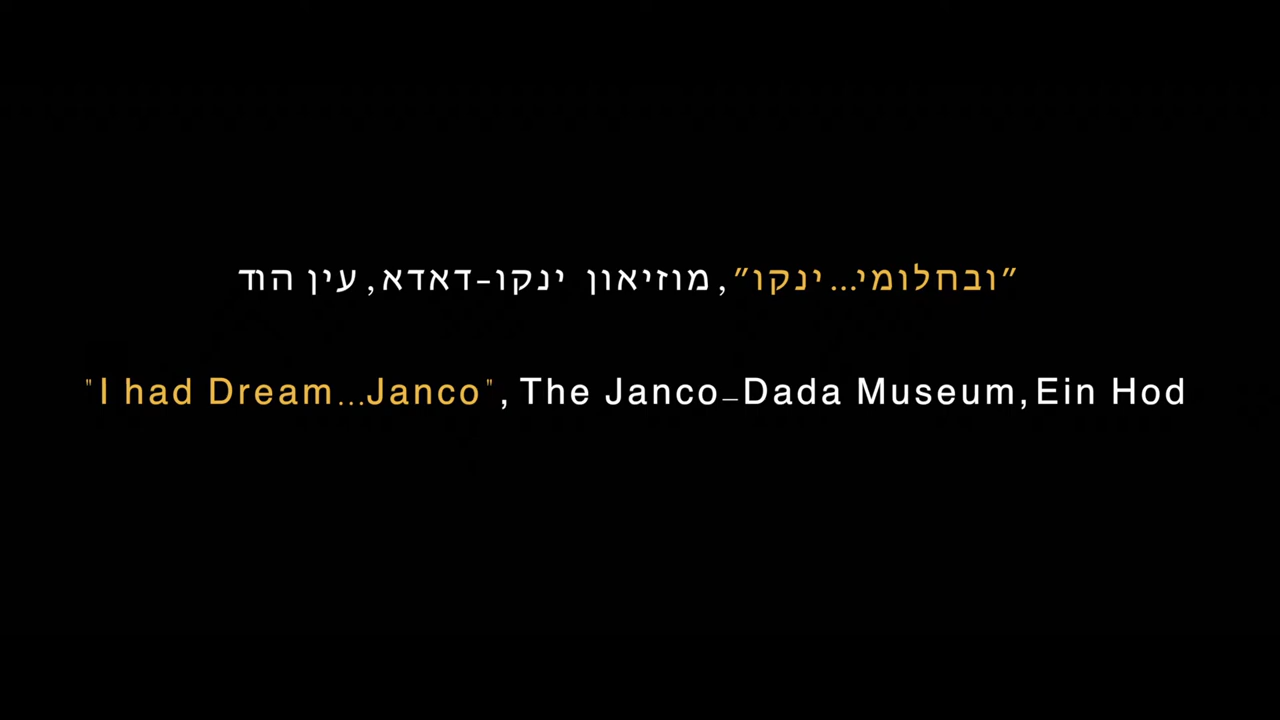 "ובחלומי...ינקו", מוזיאון ינקו-דאדא, עין הוד
"I had Dream...Janco", The Janco-Dada Museum, Ein Hod